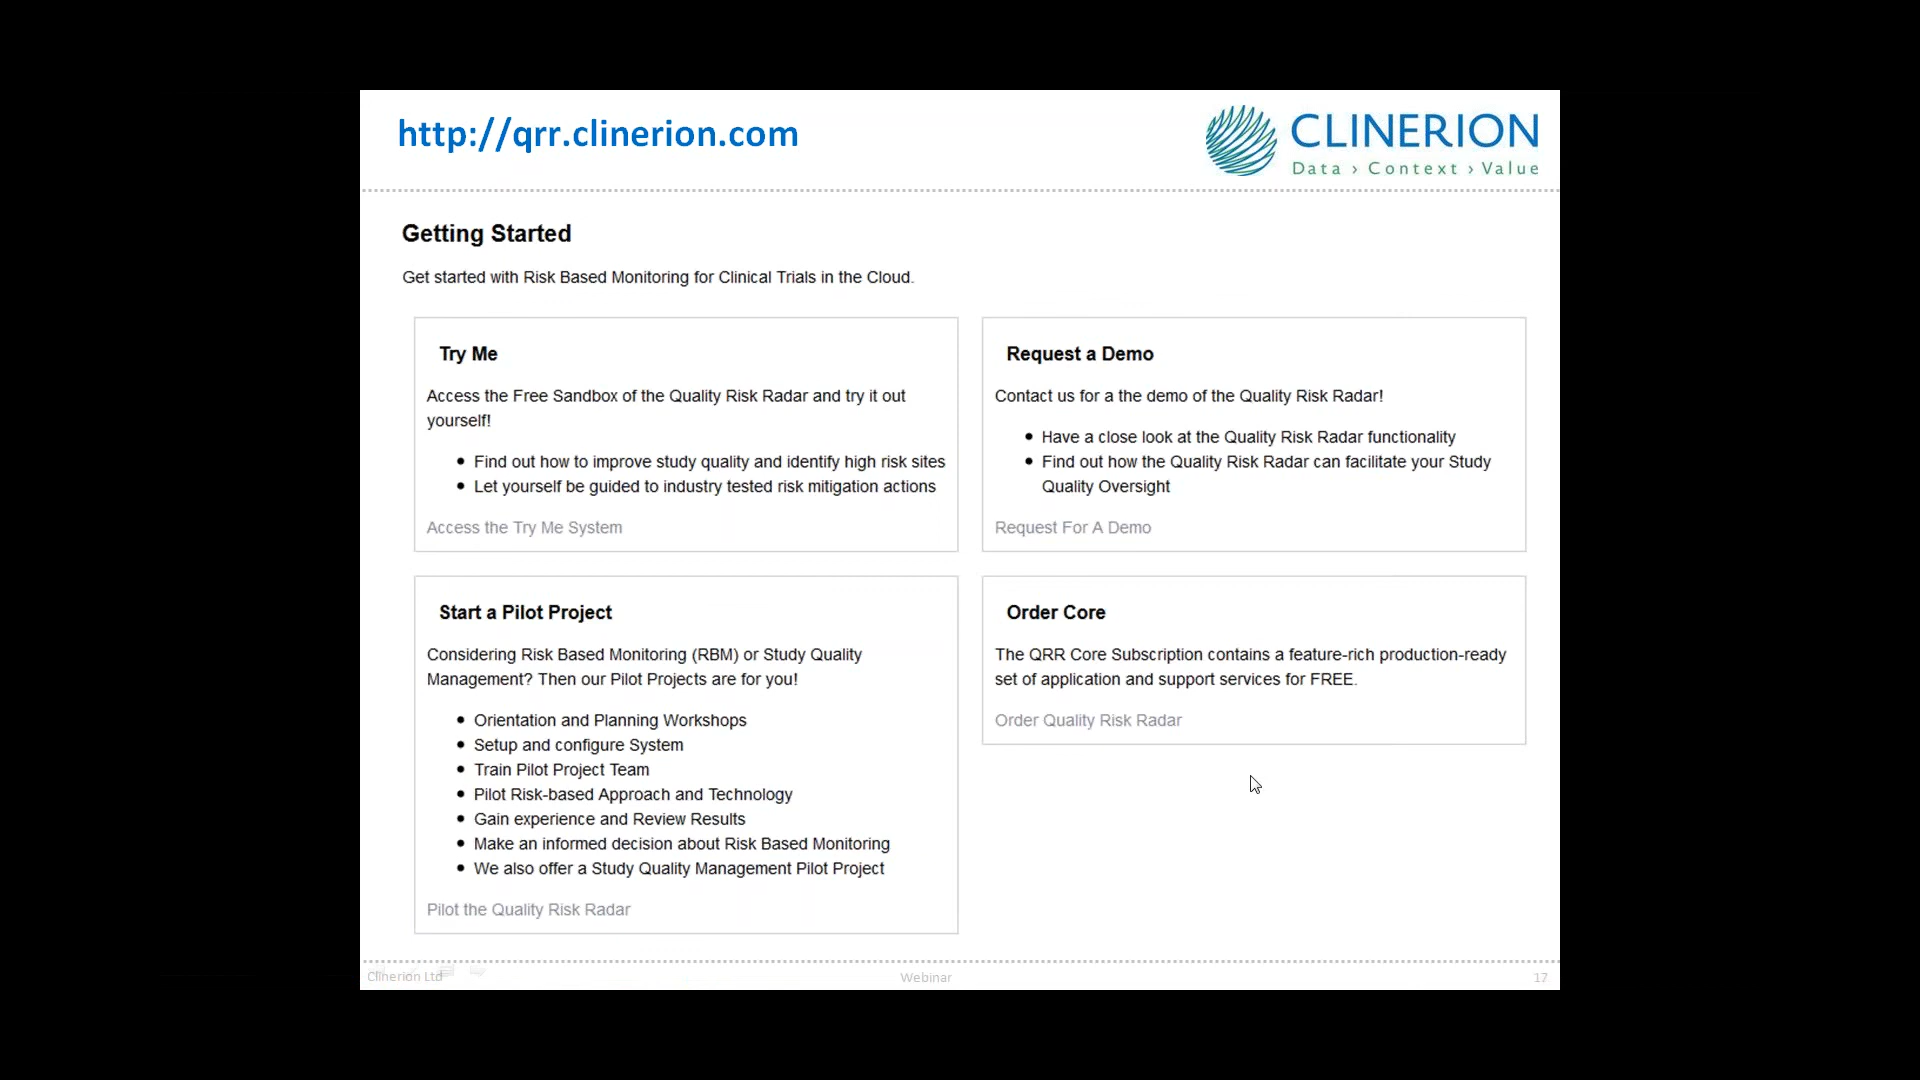 http://qrr.clinerion.com
CLINERION
Data › Context › Value
Getting Started
Get started with Risk Based Monitoring for Clinical Trials in the Cloud.
Try Me
Access the Free Sandbox of the Quality Risk Radar and try it out
yourself!
• Find out how to improve study quality and identify high risk sites
• Let yourself be guided to industry tested risk mitigation actions
Access the Try Me System
Request a Demo
Contact us for a the demo of the Quality Risk Radar!
• Have a close look at the Quality Risk Radar functionality
• Find out how the Quality Risk Radar can facilitate your Study
Quality Oversight
Request For A Demo
Start a Pilot Project
Considering Risk Based Monitoring (RBM) or Study Quality
Management? Then our Pilot Projects are for you!
• Orientation and Planning Workshops
• Setup and configure System
• Train Pilot Project Team
• Pilot Risk-based Approach and Technology
• Gain experience and Review Results
• Make an informed decision about Risk Based Monitoring
• We also offer a Study Quality Management Pilot Project
Pilot the Quality Risk Radar
Order Core
The QRR Core Subscription contains a feature-rich production-ready
set of application and support services for FREE.
Order Quality Risk Radar
Clinerion Ltd
Webinar
17